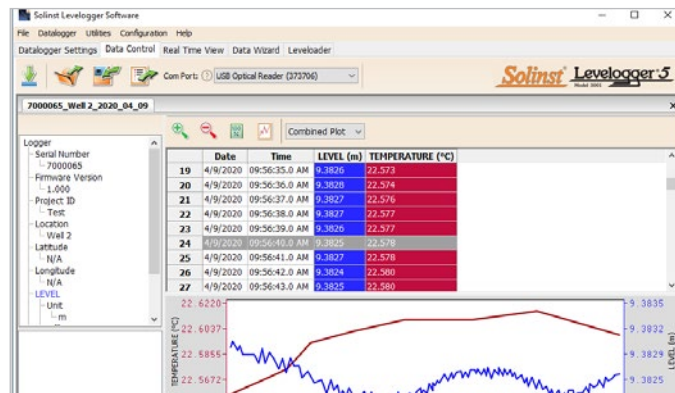 Solinst Levelogger Software
File Datalogger Utilities Configuration Help
Datalogger Settings Data Control Real Time View Data Wizard Leveloader
Com Port: USB Optical Reader (373706)
Solinst Levelogger 5
Model 3001
7000065_Well 2_2020_04_09
Combined Plot
Logger
Serial Number
7000065
Firmware Version
1.000
Project ID
Test
Location
Well 2
Latitude
N/A
Longitude
N/A
LEVEL
Unit
m
Date Time LEVEL (m) TEMPERATURE (°C)
19 4/9/2020 09:56:35.0 AM 9.3826 22.573
20 4/9/2020 09:56:36.0 AM 9.3828 22.574
21 4/9/2020 09:56:37.0 AM 9.3827 22.576
22 4/9/2020 09:56:38.0 AM 9.3827 22.577
23 4/9/2020 09:56:39.0 AM 9.3826 22.577
24 4/9/2020 09:56:40.0 AM 9.3825 22.578
25 4/9/2020 09:56:41.0 AM 9.3827 22.578
26 4/9/2020 09:56:42.0 AM 9.3824 22.580
27 4/9/2020 09:56:43.0 AM 9.3825 22.580
TEMPERATURE (°C)
22.6220
22.6037
22.5855
22.5672
9.3835
9.3832
9.3829
9.3825
LEVEL (m)